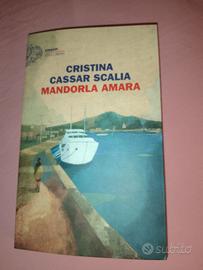 CRISTINA
CASSAR SCALIA
MANDORLA AMARA
subito